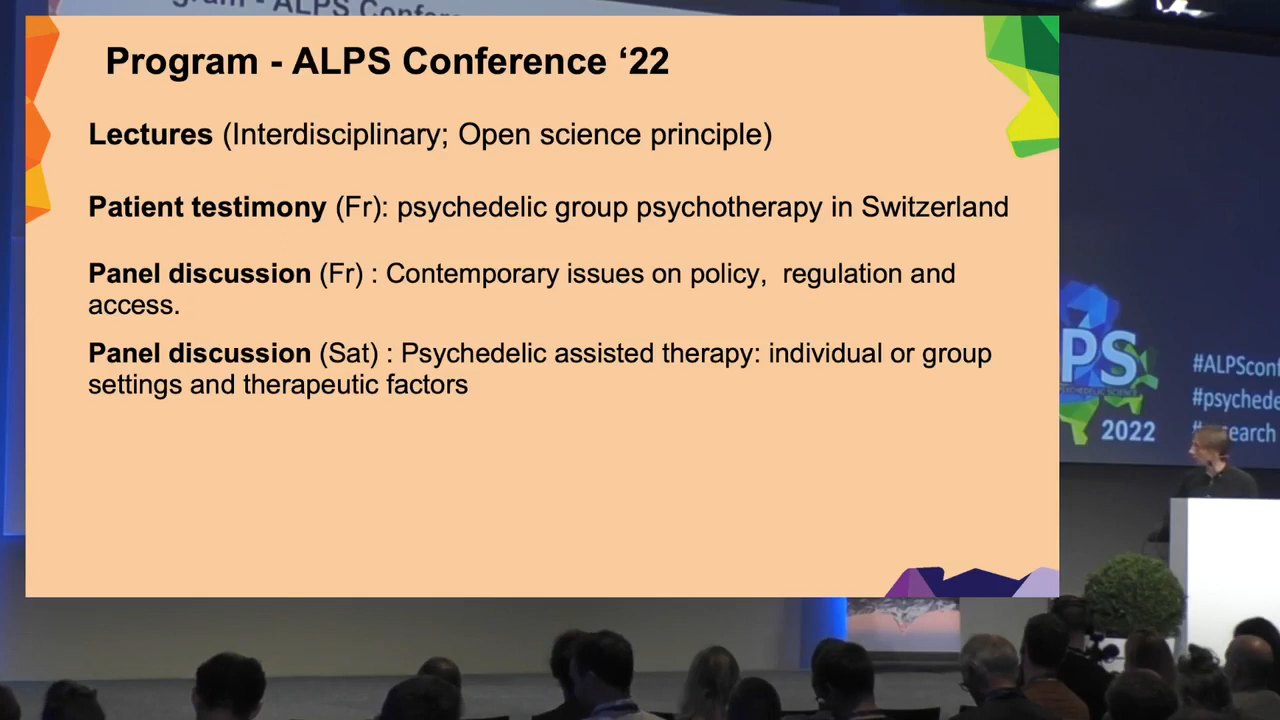 Program - ALPS Conference ‘22
Lectures (Interdisciplinary; Open science principle)
Patient testimony (Fr): psychedelic group psychotherapy in Switzerland
Panel discussion (Fr) : Contemporary issues on policy,  regulation and
access.
Panel discussion (Sat) : Psychedelic assisted therapy: individual or group
settings and therapeutic factors
PS
2022
#ALPSconf
#psychede